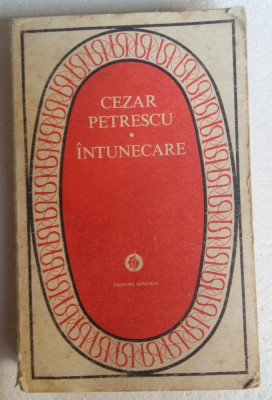 CEZAR
PETRESCU
•
ÎNTUNECARE
EDITURA MINERVA